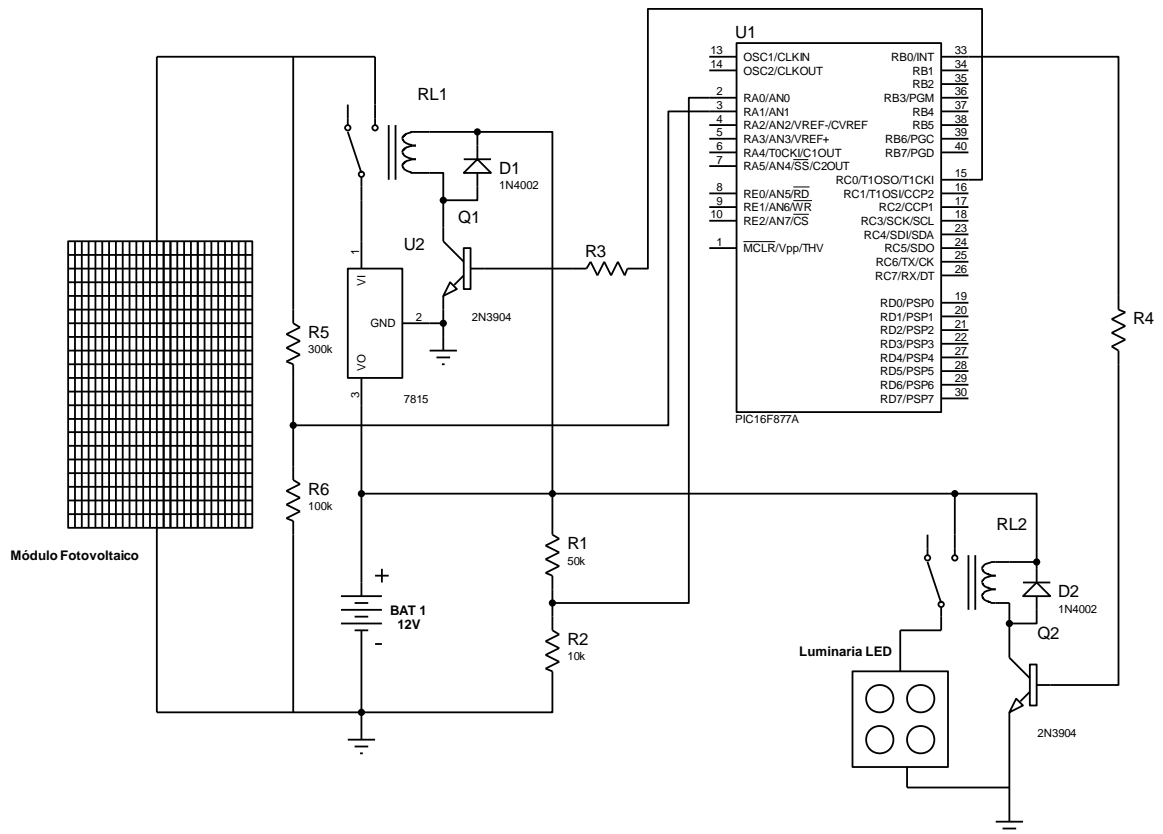 U1
13 OSC1/CLKIN
14 OSC2/CLKOUT
2 RA0/AN0
3 RA1/AN1
4 RA2/AN2/VREF-/CVREF
5 RA3/AN3/VREF+
6 RA4/T0CKI/C1OUT
7 RA5/AN4/SS/C2OUT
8 RE0/AN5/RD
9 RE1/AN6/WR
10 RE2/AN7/CS
1 MCLR/Vpp/THV
RB0/INT 33
RB1 34
RB2 35
RB3/PGM 36
RB4 37
RB5 38
RB6/PGC 39
RB7/PGD 40
RC0/T1OSO/T1CKI 15
RC1/T1OSI/CCP2 16
RC2/CCP1 17
RC3/SCK/SCL 18
RC4/SDI/SDA 23
RC5/SDO 24
RC6/TX/CK 25
RC7/RX/DT 26
RD0/PSP0 19
RD1/PSP1 20
RD2/PSP2 21
RD3/PSP3 22
RD4/PSP4 27
RD5/PSP5 28
RD6/PSP6 29
RD7/PSP7 30
PIC16F877A
RL1
D1
1N4002
Q1
2N3904
U2
1
VI
GND 2
VO
3
7815
R3
R4
R5
300k
R6
100k
Módulo Fotovoltaico
+
BAT 1
12V
-
R1
50k
R2
10k
RL2
D2
1N4002
Q2
2N3904
Luminaria LED